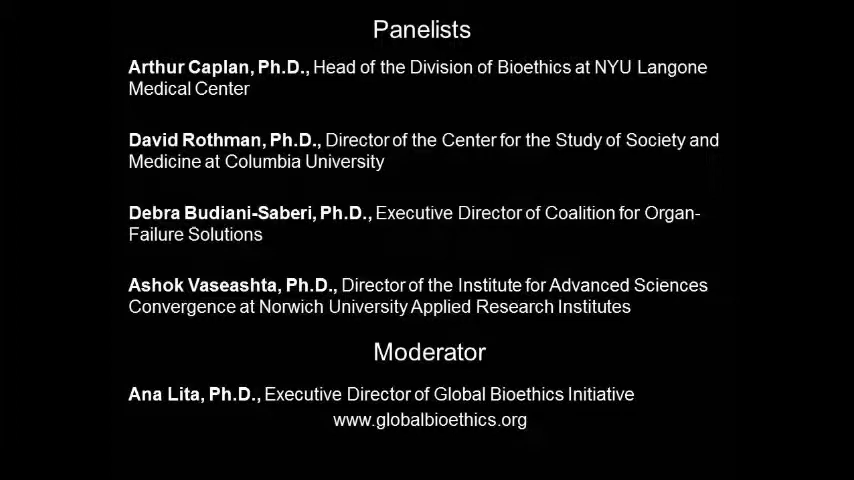 Panelists
Arthur Caplan, Ph.D., Head of the Division of Bioethics at NYU Langone
Medical Center
David Rothman, Ph.D., Director of the Center for the Study of Society and
Medicine at Columbia University
Debra Budiani-Saberi, Ph.D., Executive Director of Coalition for Organ-
Failure Solutions
Ashok Vaseashta, Ph.D., Director of the Institute for Advanced Sciences
Convergence at Norwich University Applied Research Institutes
Moderator
Ana Lita, Ph.D., Executive Director of Global Bioethics Initiative
www.globalbioethics.org